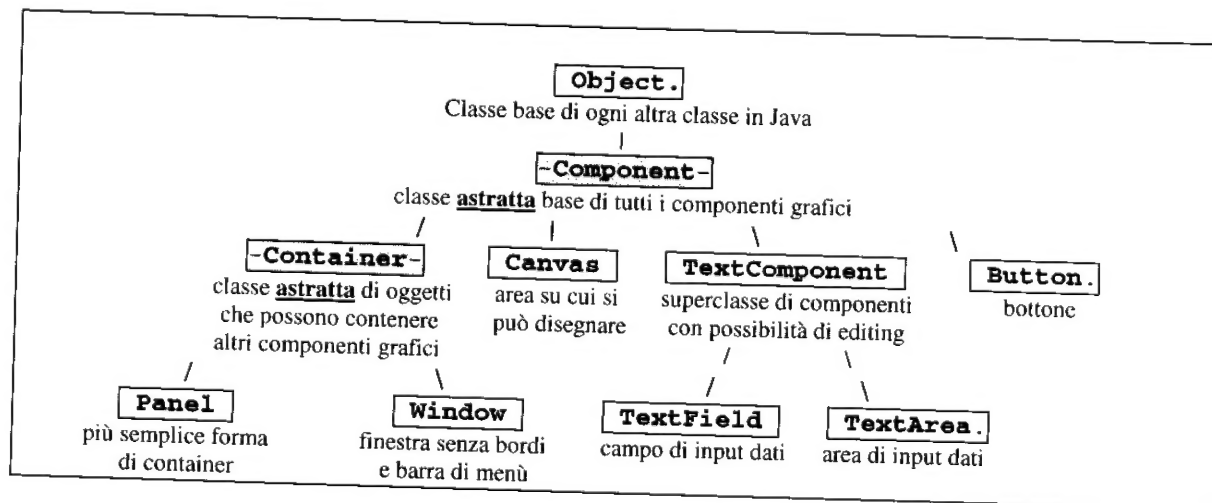 Object.
Classe base di ogni altra classe in Java
-Component-
classe astratta base di tutti i componenti grafici
-Container-
classe astratta di oggetti
che possono contenere
altri componenti grafici
Canvas
area su cui si
può disegnare
TextComponent
superclasse di componenti
con possibilità di editing
Button.
bottone
Panel
più semplice forma
di container
Window
finestra senza bordi
e barra di menù
TextField
campo di input dati
TextArea.
area di input dati